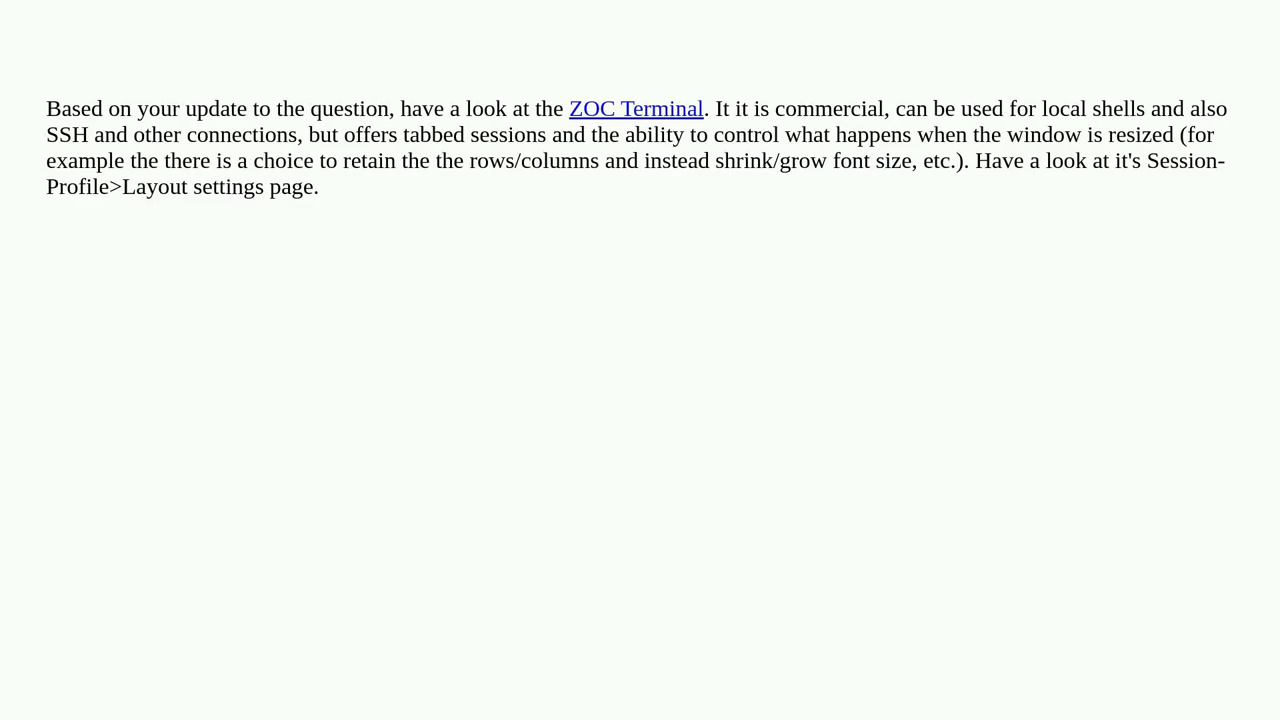 Based on your update to the question, have a look at the ZOC Terminal. It it is commercial, can be used for local shells and also
SSH and other connections, but offers tabbed sessions and the ability to control what happens when the window is resized (for
example the there is a choice to retain the the rows/columns and instead shrink/grow font size, etc.). Have a look at it's Session-
Profile>Layout settings page.